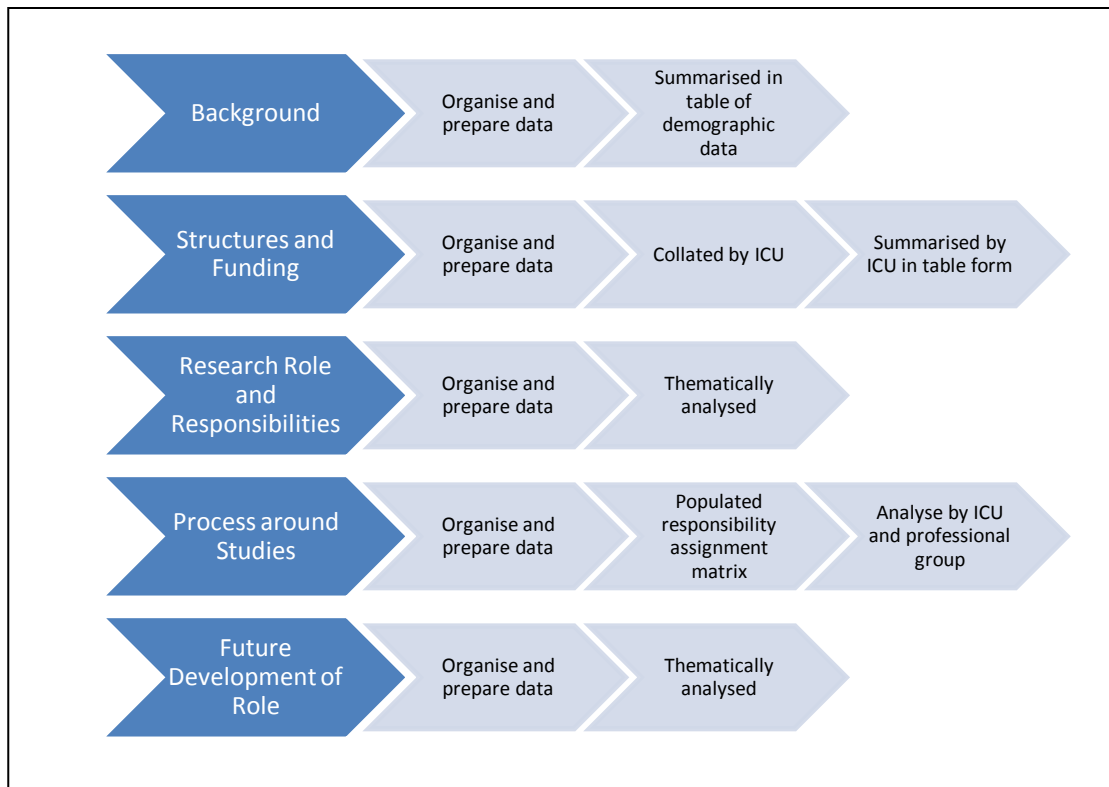 Background
Organise and
prepare data
Summarised in
table of
demographic
data
Structures and
Funding
Organise and
prepare data
Collated by ICU
Summarised by
ICU in table form
Research Role
and
Responsibilities
Organise and
prepare data
Thematically
analysed
Process around
Studies
Organise and
prepare data
Populated
responsibility
assignment
matrix
Analyse by ICU
and professional
group
Future
Development of
Role
Organise and
prepare data
Thematically
analysed